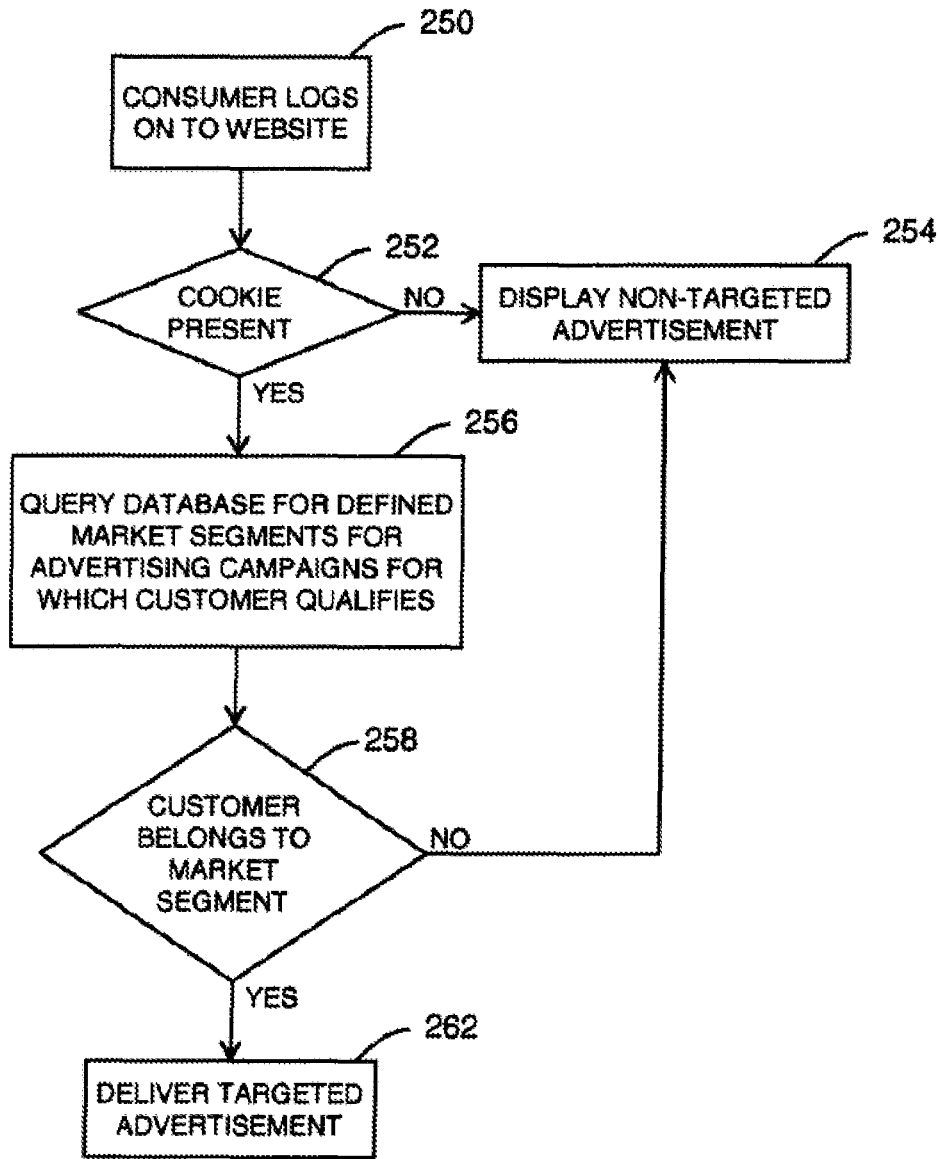 250
CONSUMER LOGS
ON TO WEBSITE
252
COOKIE
PRESENT
NO
254
DISPLAY NON-TARGETED
ADVERTISEMENT
YES
256
QUERY DATABASE FOR DEFINED
MARKET SEGMENTS FOR
ADVERTISING CAMPAIGNS FOR
WHICH CUSTOMER QUALIFIES
258
CUSTOMER
BELONGS TO
MARKET
SEGMENT
NO
YES
262
DELIVER TARGETED
ADVERTISEMENT